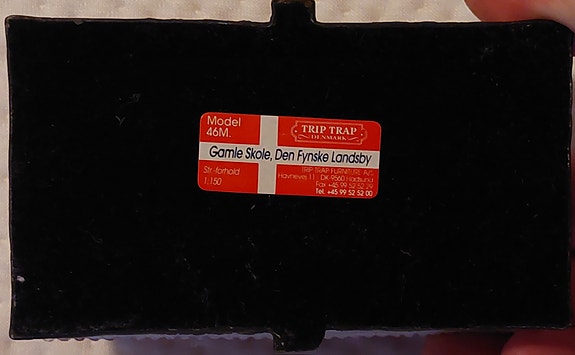 Model
46M.
TRIP TRAP
DENMARK
Gamle Skole, Den Fynske Landsby
Str.-forhold
1:150
TRIP TRAP FURNITURE A/S
Havnevej 11 . DK-9560 Hadsund
Fax +45 99 52 52 29
Tel. +45 99 52 52 00